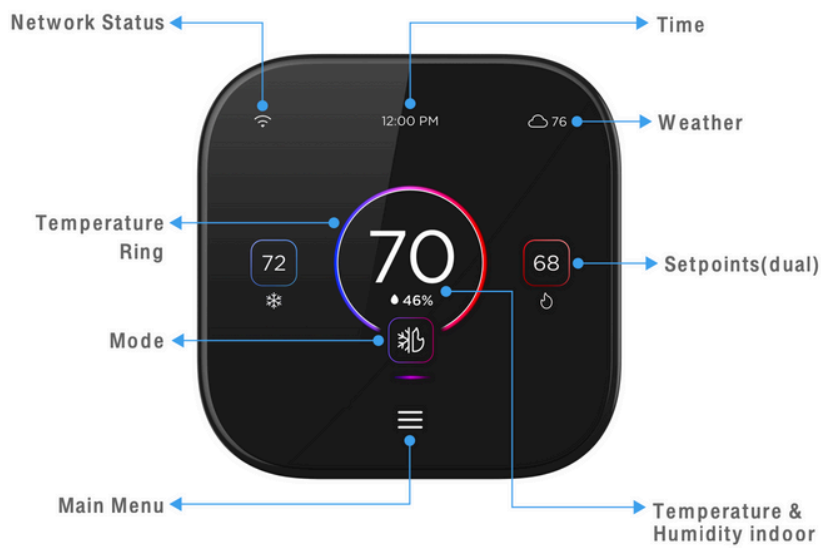 Network Status
Time
12:00 PM
76
Weather
Temperature
Ring
72
70
68
Setpoints(dual)
46%
Mode
Main Menu
Temperature &
Humidity indoor